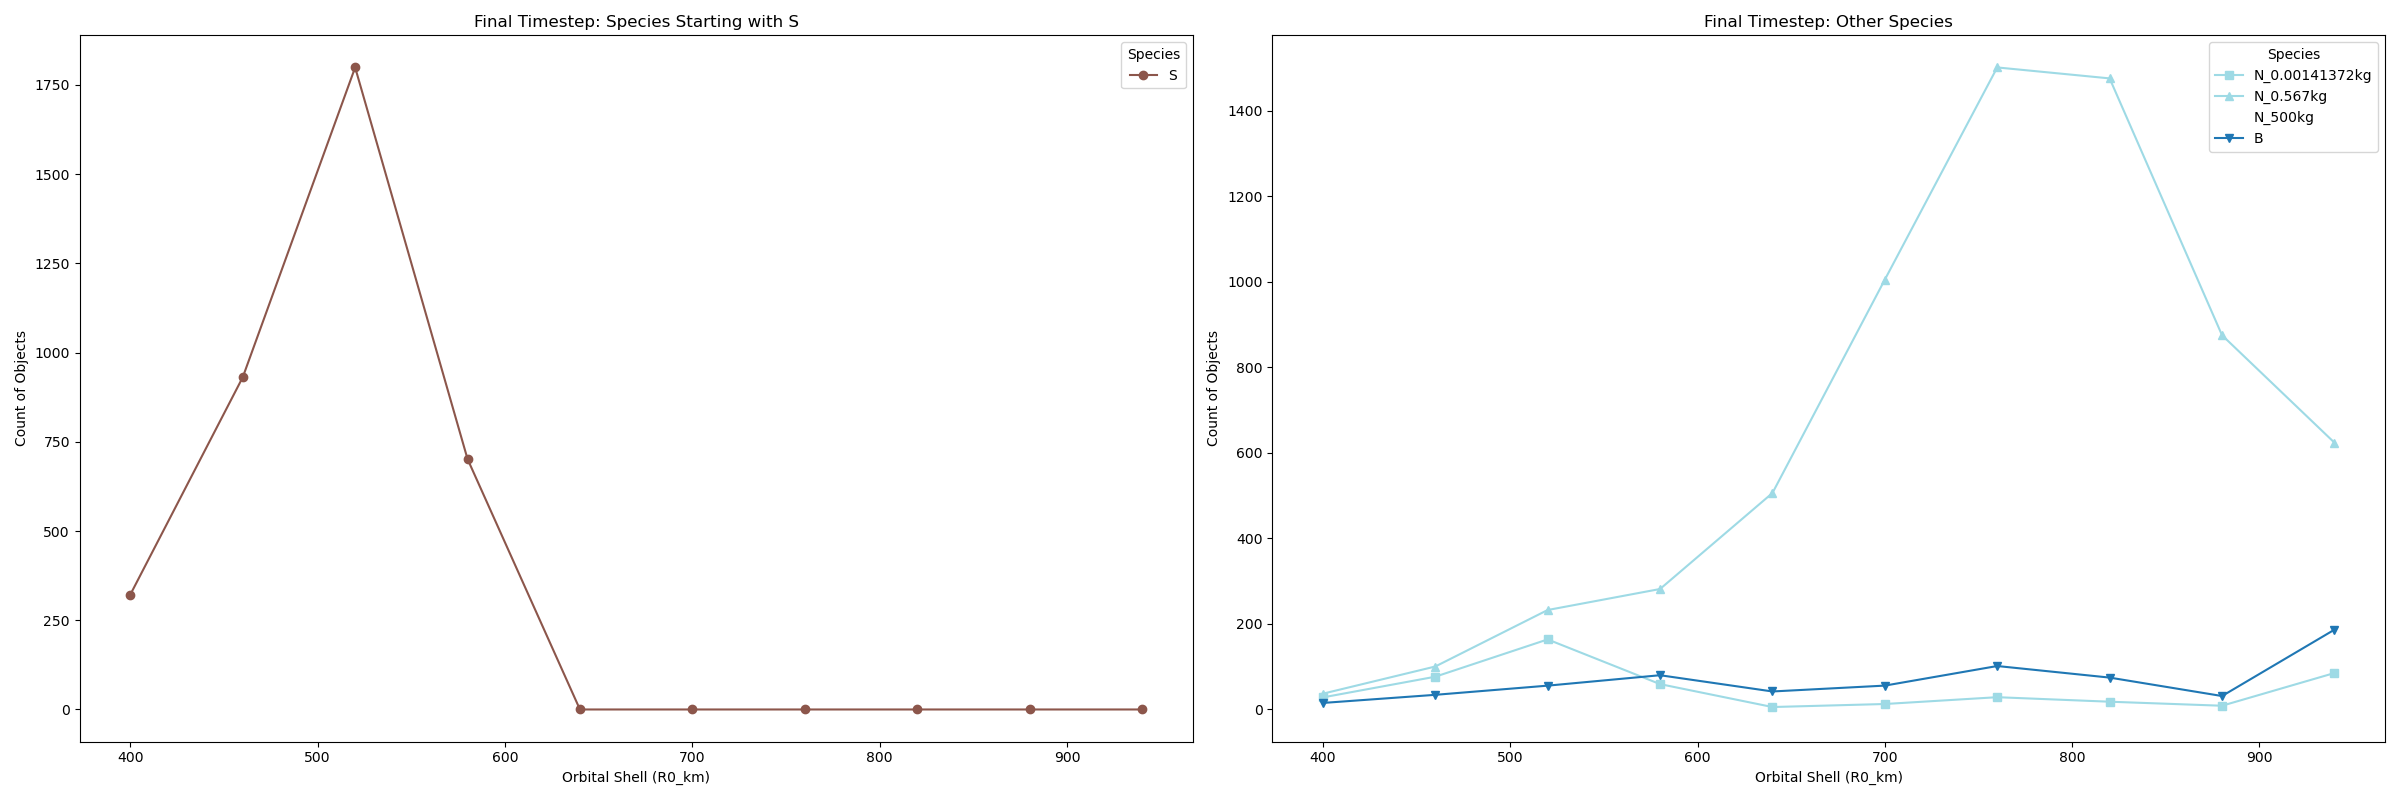 Final Timestep: Species Starting with S
Count of Objects
1750
1500
1250
1000
750
500
250
0
400 500 600 700 800 900
Orbital Shell (R0_km)
Species
S
Final Timestep: Other Species
Count of Objects
1400
1200
1000
800
600
400
200
0
400 500 600 700 800 900
Orbital Shell (R0_km)
Species
N_0.00141372kg
N_0.567kg
N_500kg
B